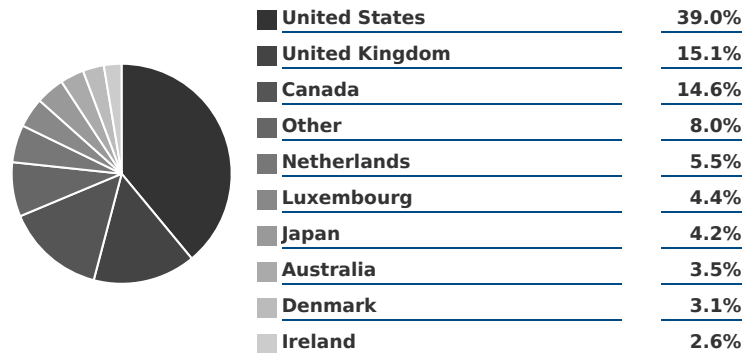 United States 39.0%
United Kingdom 15.1%
Canada 14.6%
Other 8.0%
Netherlands 5.5%
Luxembourg 4.4%
Japan 4.2%
Australia 3.5%
Denmark 3.1%
Ireland 2.6%